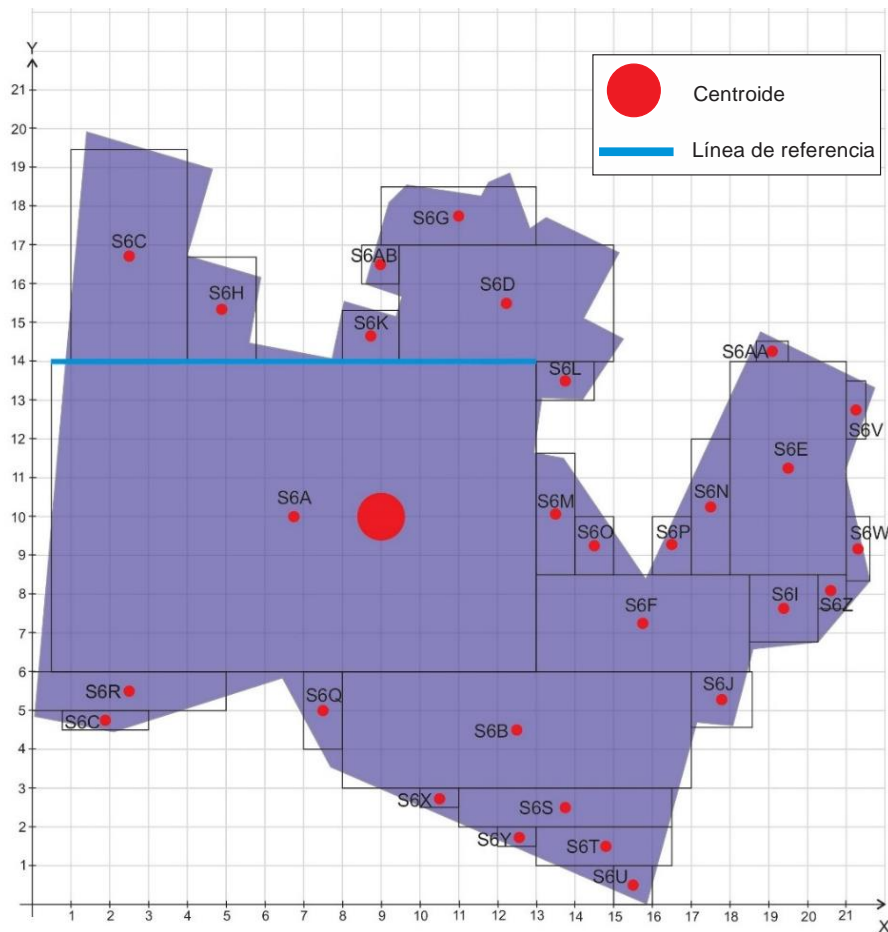 Y
Centroide
Línea de referencia
21
20
19
18
17
16
15
14
13
12
11
10
9
8
7
6
5
4
3
2
1
S6C
S6H
S6G
S6AB
S6D
S6K
S6L
S6AA
S6V
S6E
S6A
S6M
S6N
S6O
S6P
S6W
S6F
S6I
S6Z
S6R
S6C
S6Q
S6B
S6J
S6X
S6S
S6Y
S6T
S6U
1 2 3 4 5 6 7 8 9 10 11 12 13 14 15 16 17 18 19 20 21
X